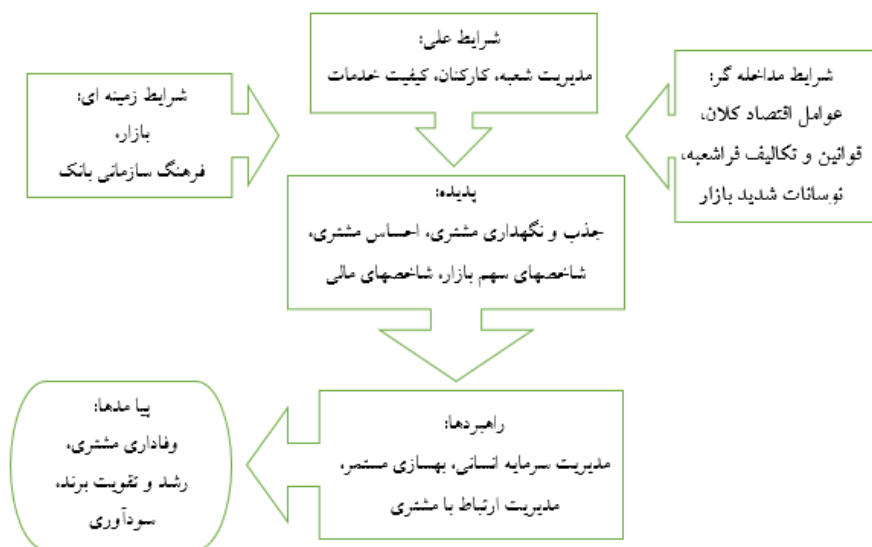 شرایط علی:
مدیریت شعبه، کارکنان، کیفیت خدمات
شرایط مداخله گر:
عوامل اقتصاد کلان،
قوانین و تکالیف فراشعبه،
نوسانات شدید بازار
شرایط زمینه ای:
بازار،
فرهنگ سازمانی بانک
پدیده:
جذب و نگهداری مشتری، احساس مشتری،
شاخصهای سهم بازار، شاخصهای مالی
راهبردها:
مدیریت سرمایه انسانی، بهسازی مستمر،
مدیریت ارتباط با مشتری
پیا مدها:
وفاداری مشتری،
رشد و تقویت برند،
سودآوری